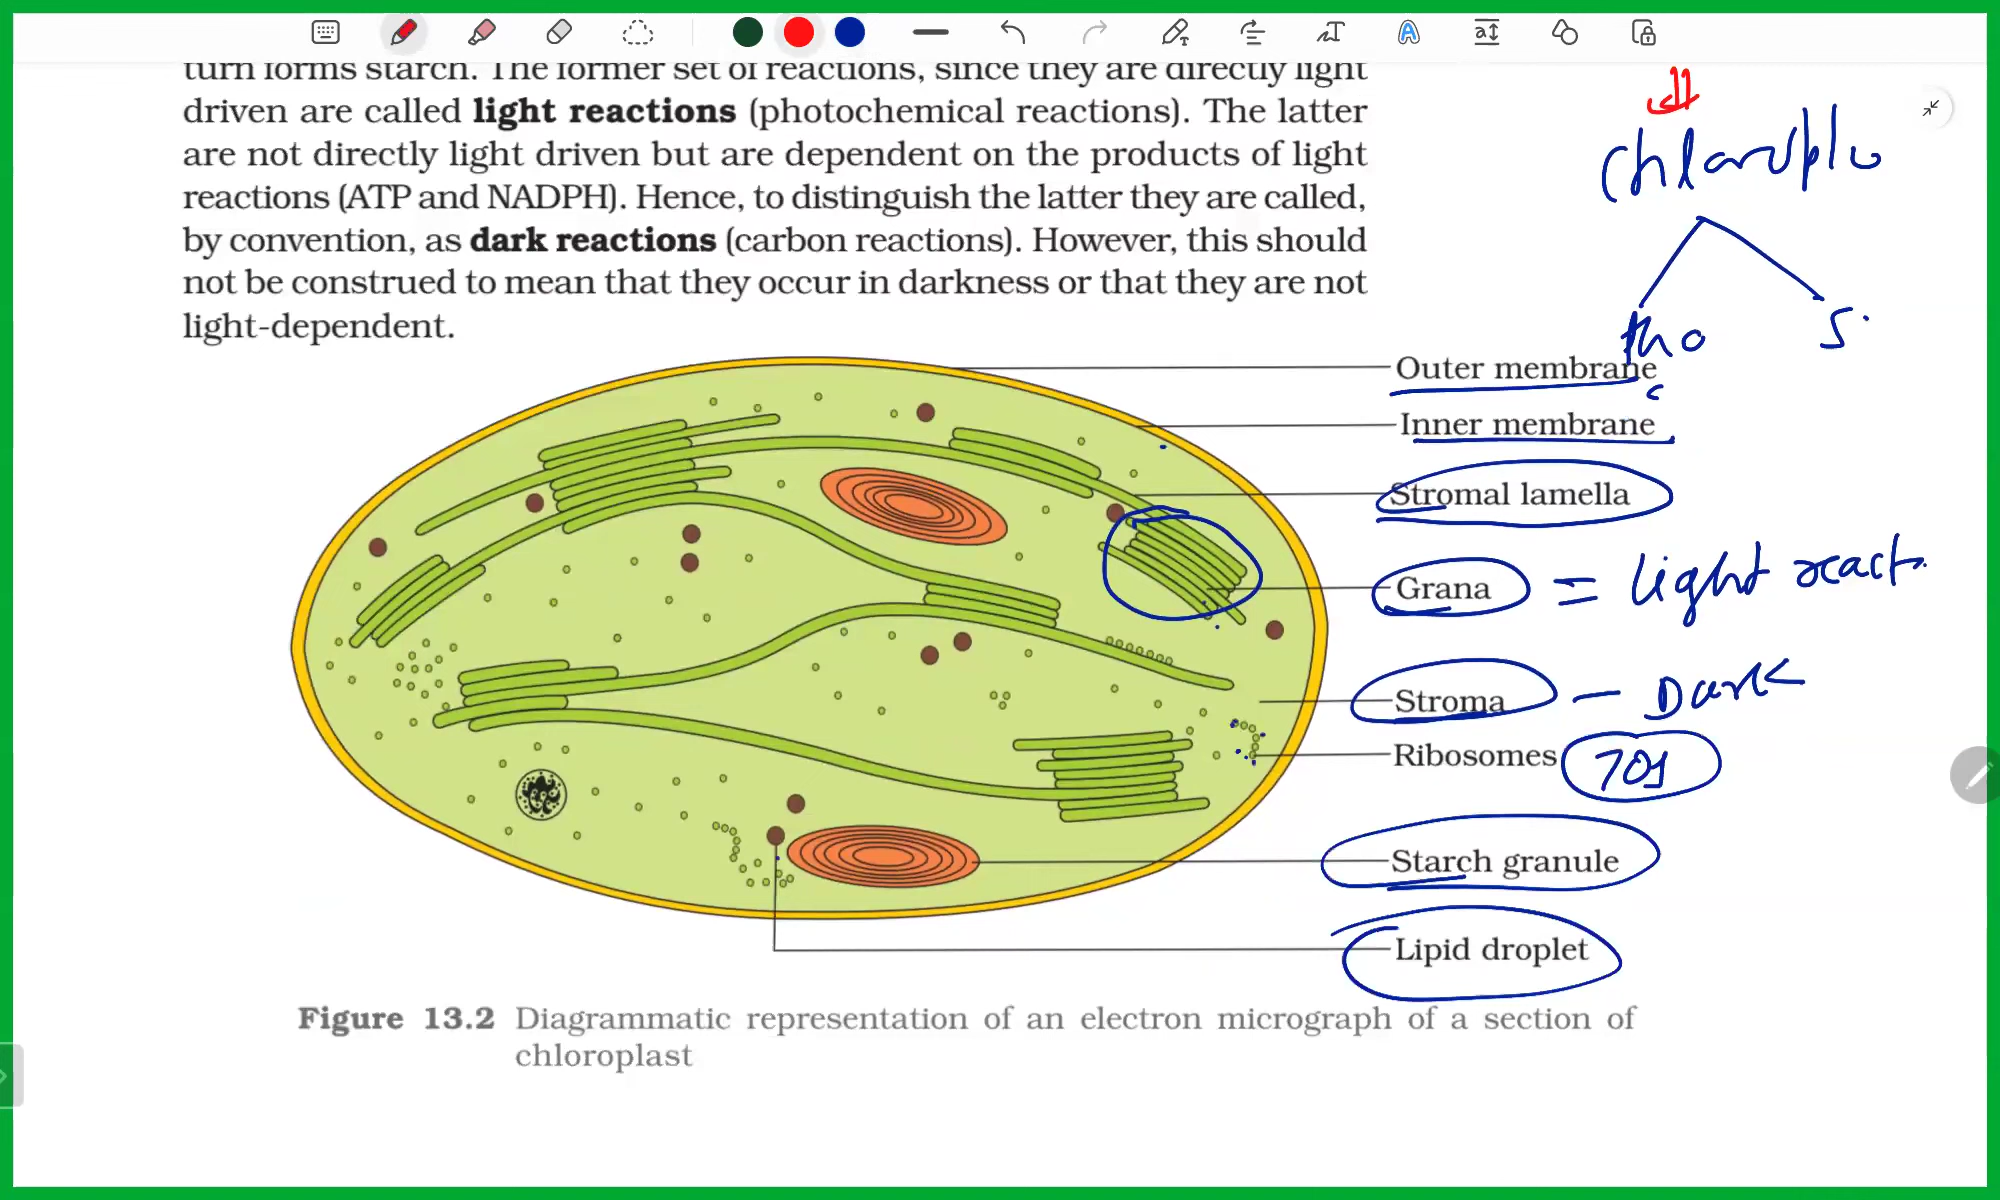 turn forms starch. The former set of reactions, since they are directly light
driven are called light reactions (photochemical reactions). The latter
are not directly light driven but are dependent on the products of light
reactions (ATP and NADPH). Hence, to distinguish the latter they are called,
by convention, as dark reactions (carbon reactions). However, this should
not be construed to mean that they occur in darkness or that they are not
light-dependent.
Outer membrane
Inner membrane
Stromal lamella
Grana = Light react.
Stroma - Dark
Ribosomes 70s
Starch granule
Lipid droplet
Figure 13.2 Diagrammatic representation of an electron micrograph of a section of
chloroplast